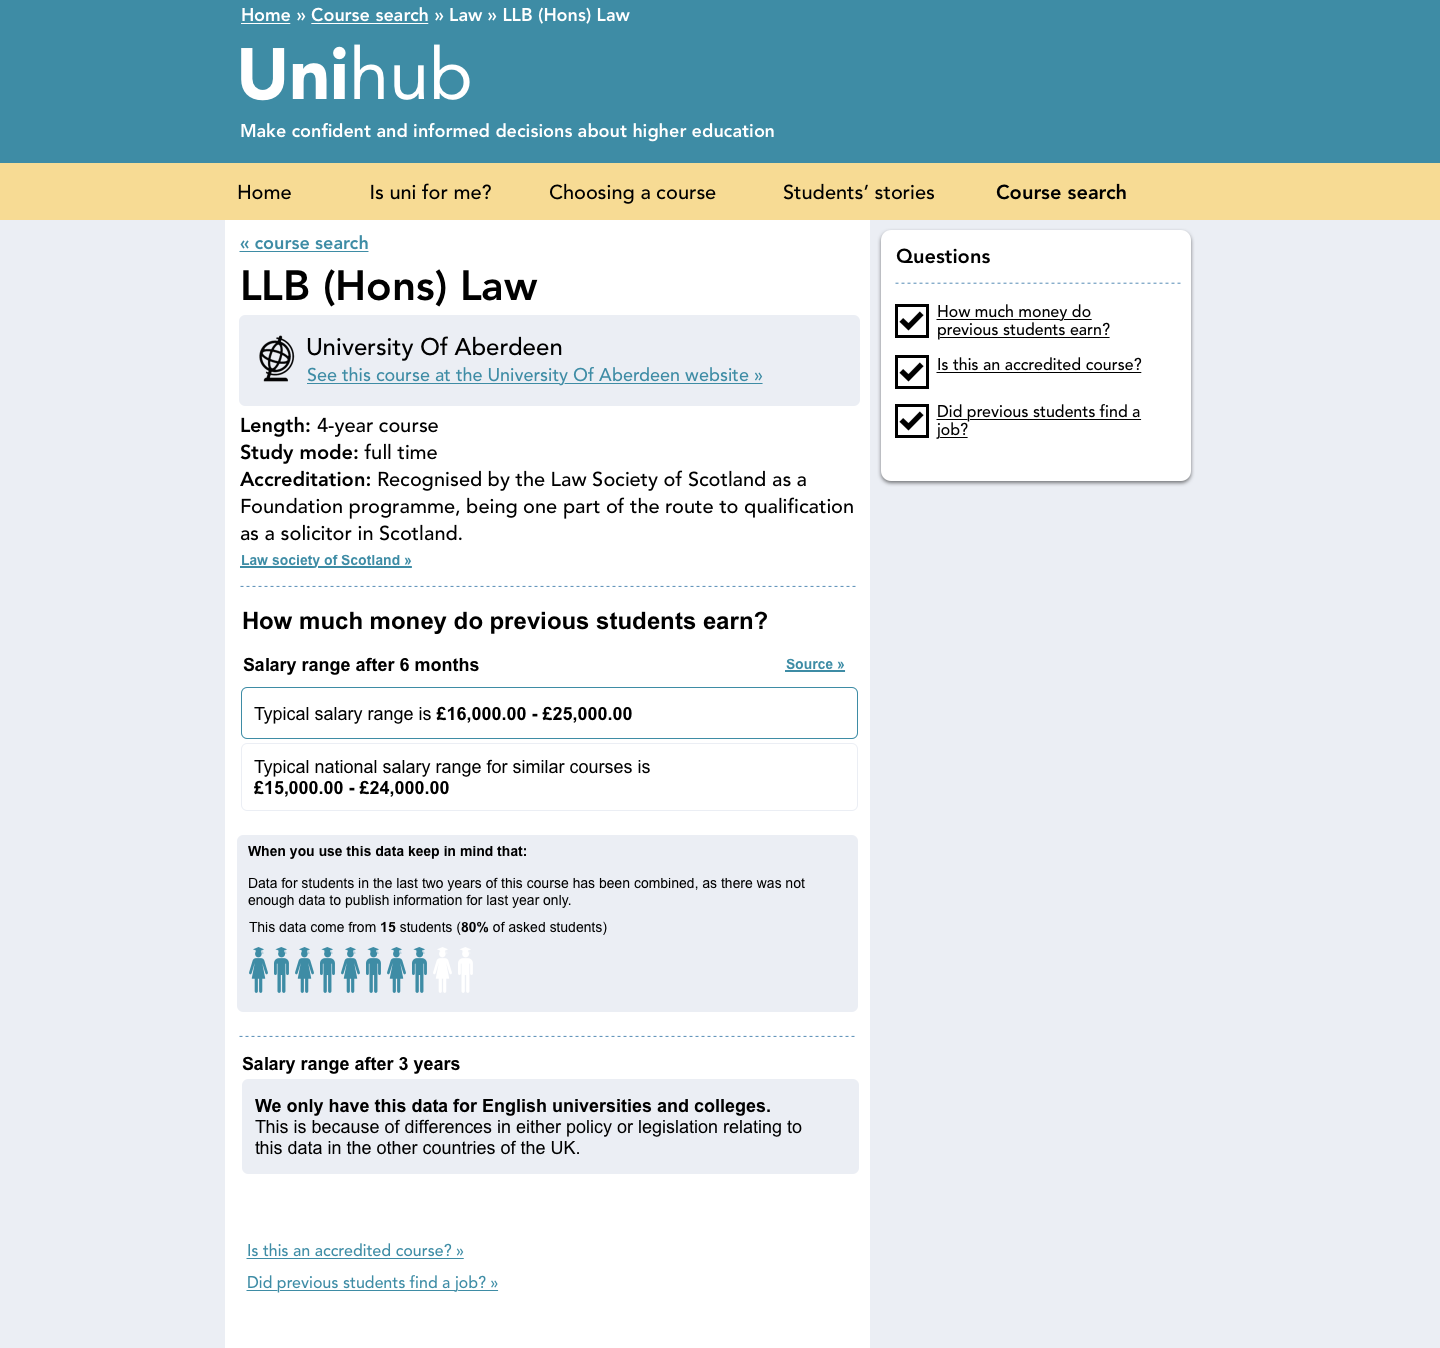 Home » Course search » Law » LLB (Hons) Law
Unihub
Make confident and informed decisions about higher education
Home
Is uni for me?
Choosing a course
Students’ stories
Course search
« course search
LLB (Hons) Law
University Of Aberdeen
See this course at the University Of Aberdeen website »
Length: 4-year course
Study mode: full time
Accreditation: Recognised by the Law Society of Scotland as a
Foundation programme, being one part of the route to qualification
as a solicitor in Scotland.
Law society of Scotland »
How much money do previous students earn?
Salary range after 6 months
Source »
Typical salary range is £16,000.00 - £25,000.00
Typical national salary range for similar courses is
£15,000.00 - £24,000.00
When you use this data keep in mind that:
Data for students in the last two years of this course has been combined, as there was not
enough data to publish information for last year only.
This data come from 15 students (80% of asked students)
Salary range after 3 years
We only have this data for English universities and colleges.
This is because of differences in either policy or legislation relating to
this data in the other countries of the UK.
Is this an accredited course? »
Did previous students find a job? »
Questions
How much money do
previous students earn?
Is this an accredited course?
Did previous students find a
job?